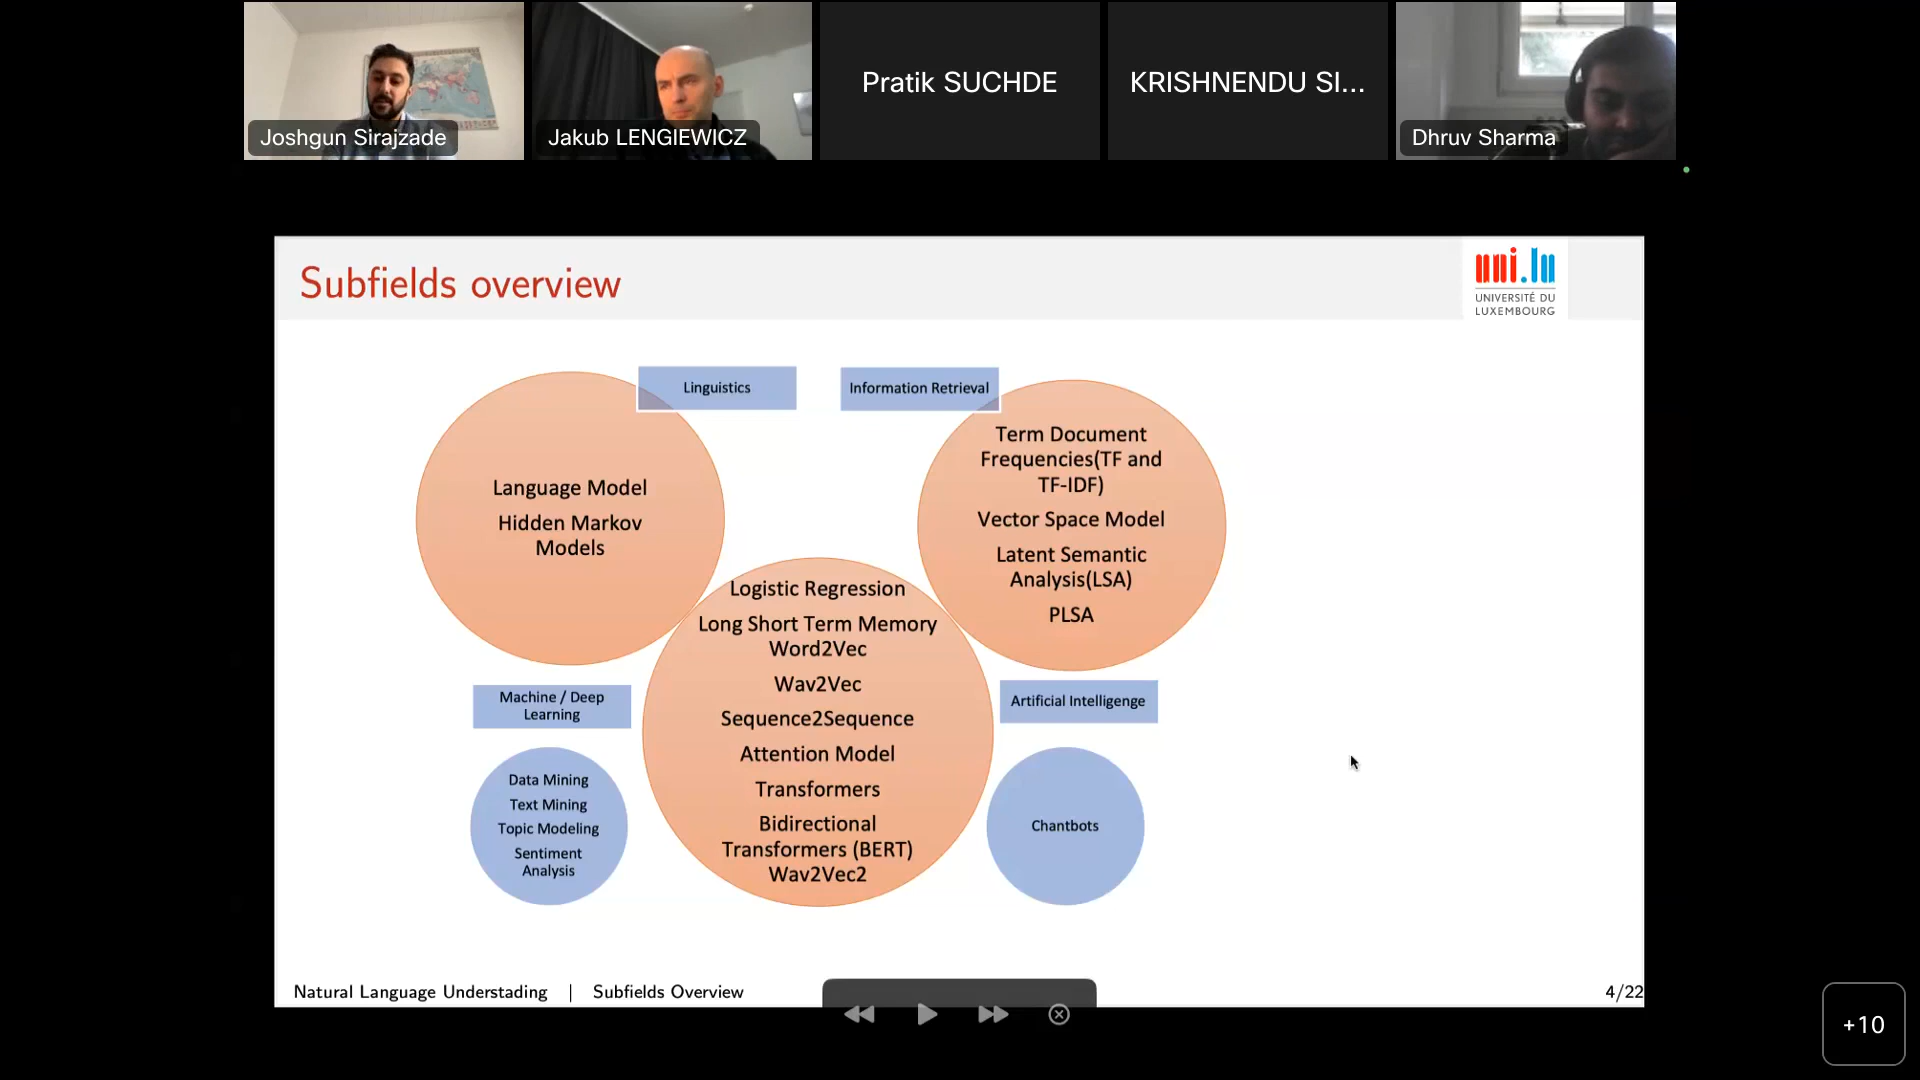 Joshgun Sirajzade
Jakub LENGIEWICZ
Pratik SUCHDE
KRISHNENDU SI...
Dhruv Sharma
Subfields overview
uni.lu
UNIVERSITÉ DU
LUXEMBOURG
Linguistics
Information Retrieval
Language Model
Hidden Markov
Models
Term Document
Frequencies(TF and
TF-IDF)
Vector Space Model
Latent Semantic
Analysis(LSA)
PLSA
Logistic Regression
Long Short Term Memory
Word2Vec
Wav2Vec
Sequence2Sequence
Attention Model
Transformers
Bidirectional
Transformers (BERT)
Wav2Vec2
Machine / Deep
Learning
Artificial Intelligenge
Data Mining
Text Mining
Topic Modeling
Sentiment
Analysis
Chantbots
Natural Language Understading | Subfields Overview
4/22
+10